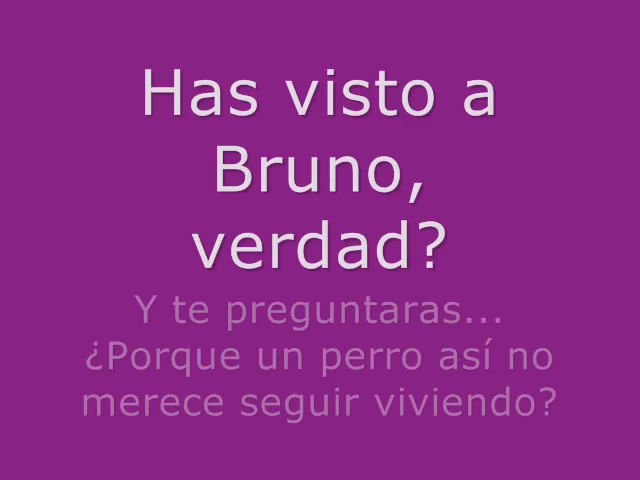 Has visto a
Bruno,
verdad?
Y te preguntaras...
¿Porque un perro así no
merece seguir viviendo?